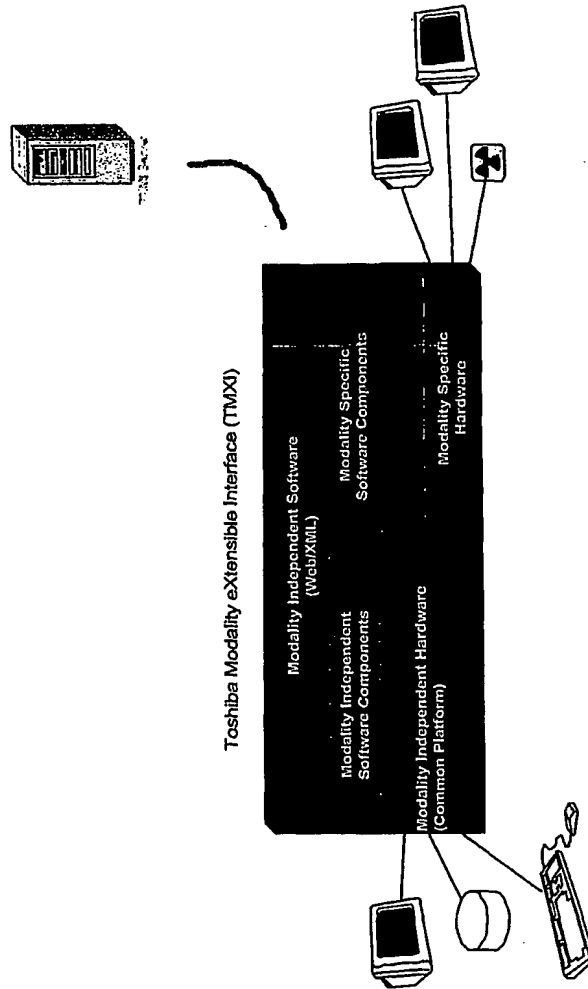 Toshiba Modality eXtensible Interface (TMXI)
Modality Independent Software
(Web/XML)
Modality Independent
Software Components
Modality Specific
Software Components
Modality Independent Hardware
(Common Platform)
Modality Specific
Hardware
Server